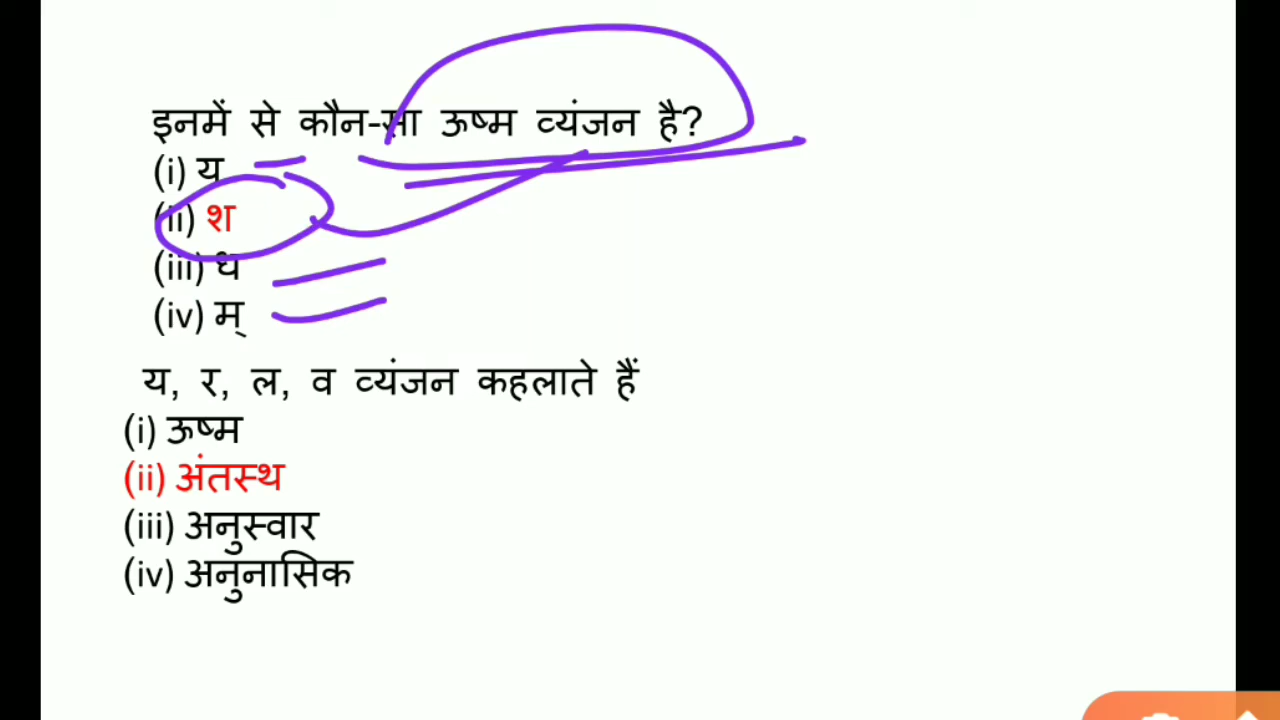 इनमें से कौन-सा ऊष्म व्यंजन है?
(i) य
(ii) श
(iii) ध
(iv) म्
य, र, ल, व व्यंजन कहलाते हैं
(i) ऊष्म
(ii) अंतस्थ
(iii) अनुस्वार
(iv) अनुनासिक